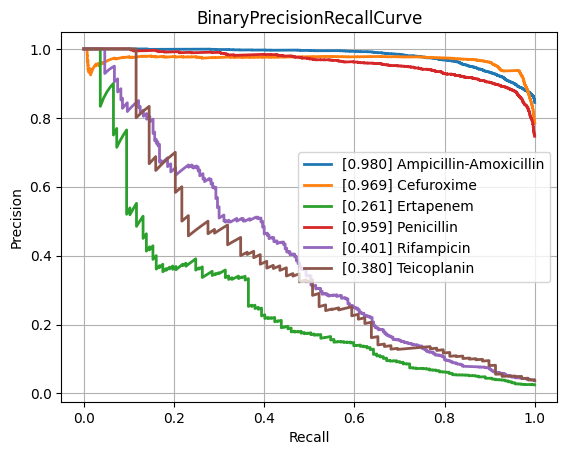 BinaryPrecisionRecallCurve
Precision
1.0
0.8
0.6
0.4
0.2
0.0
[0.980] Ampicillin-Amoxicillin
[0.969] Cefuroxime
[0.261] Ertapenem
[0.959] Penicillin
[0.401] Rifampicin
[0.380] Teicoplanin
0.0 0.2 0.4 0.6 0.8 1.0
Recall